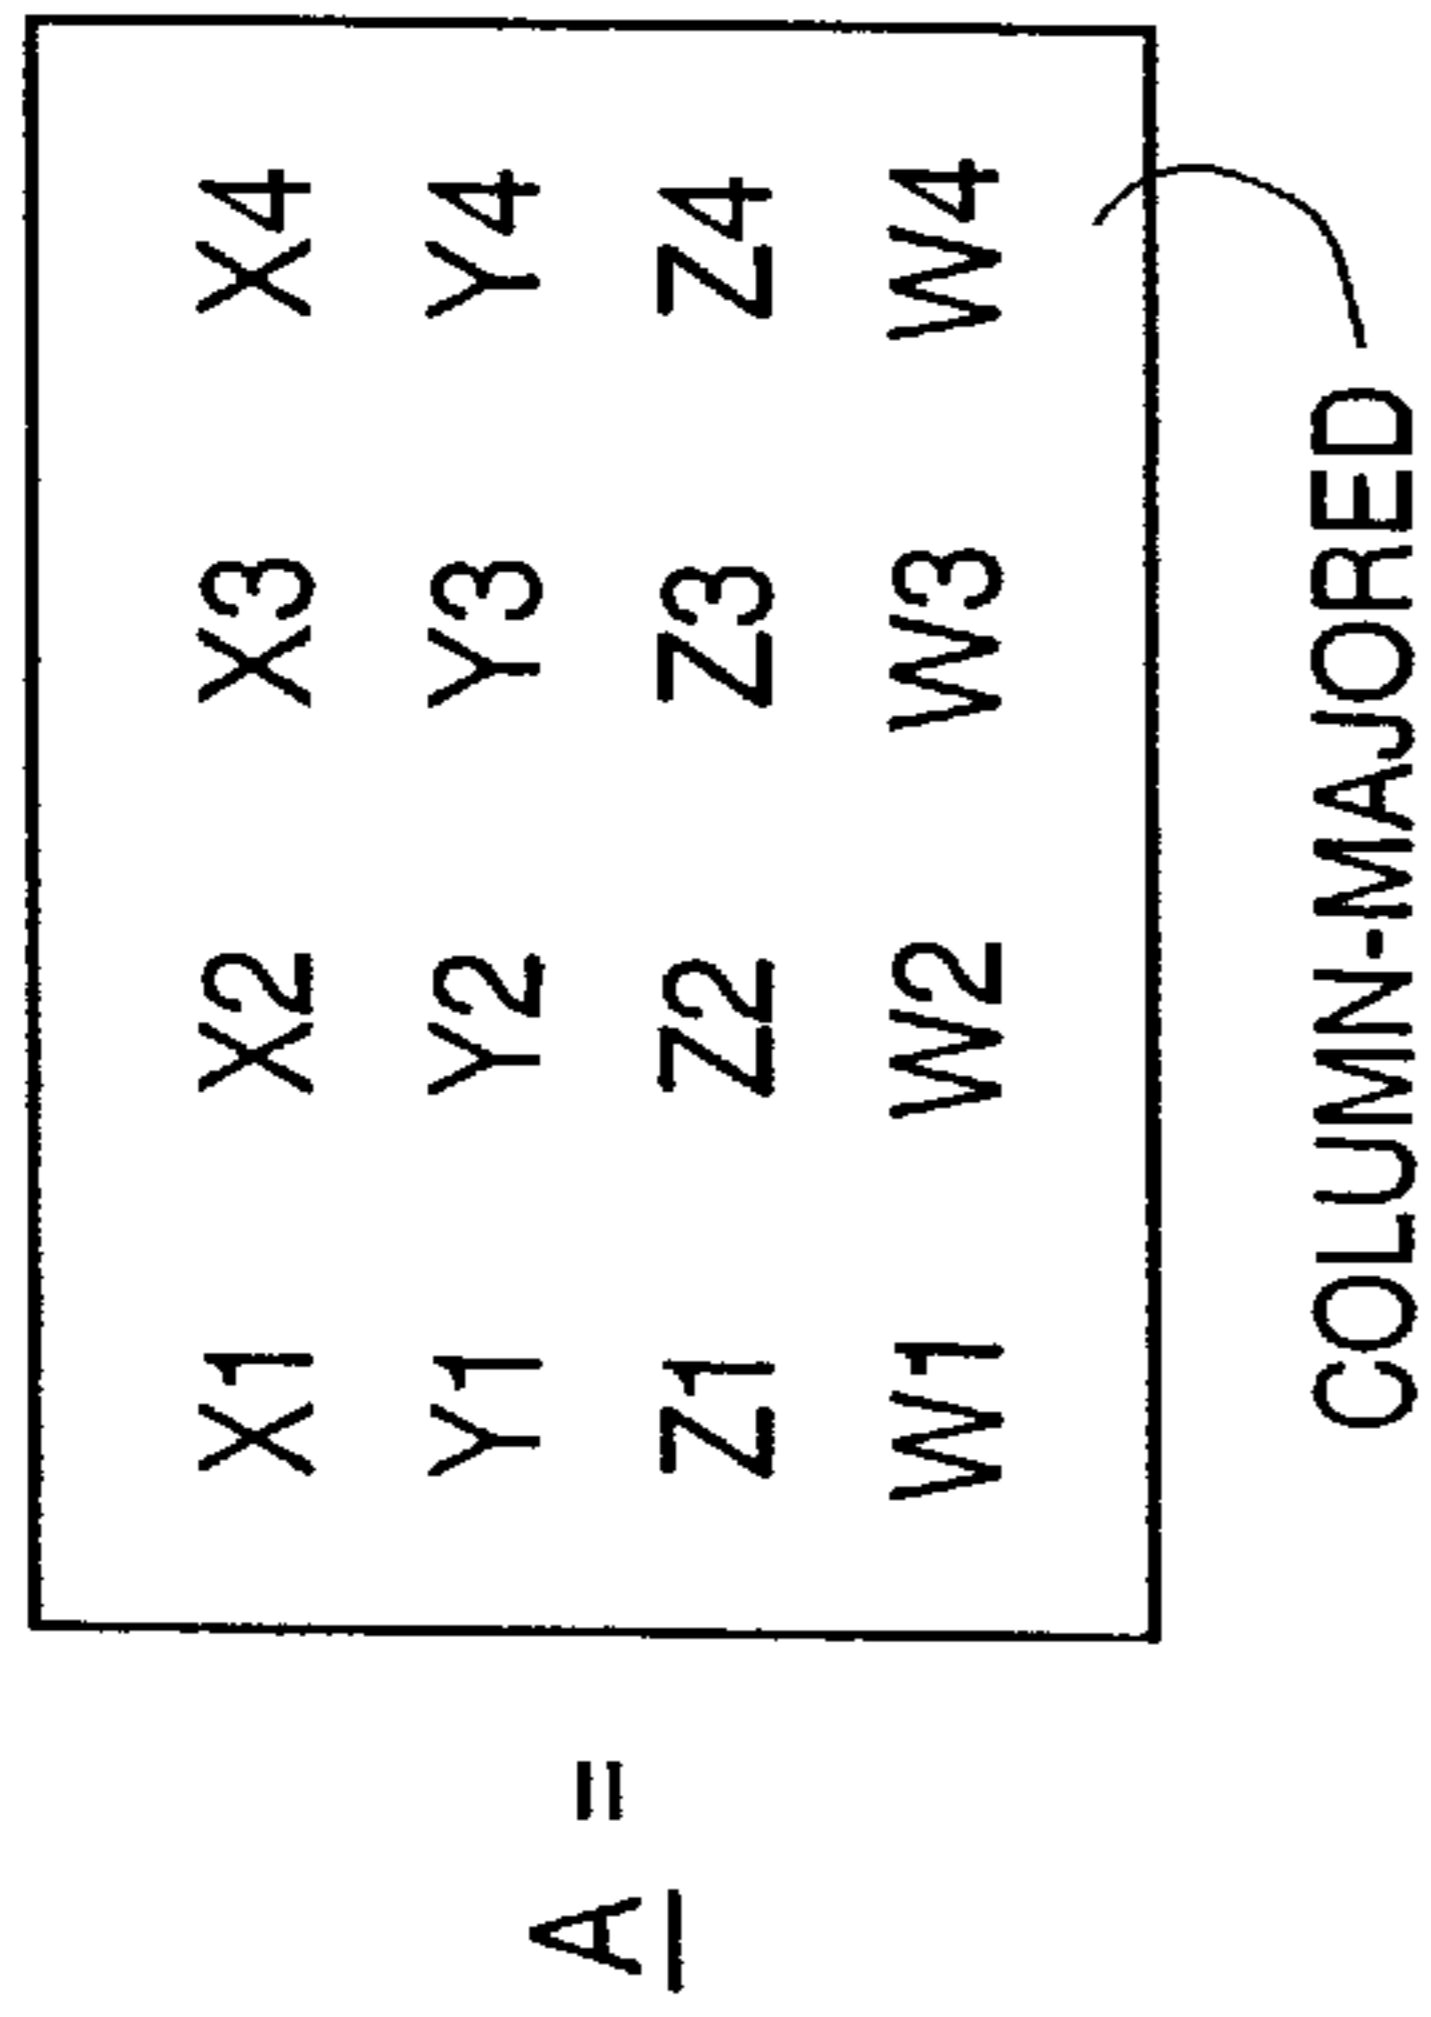 X1 X2 X3 X4
Y1 Y2 Y3 Y4
A =
Z1 Z2 Z3 Z4
W1 W2 W3 W4
COLUMN-MAJORED